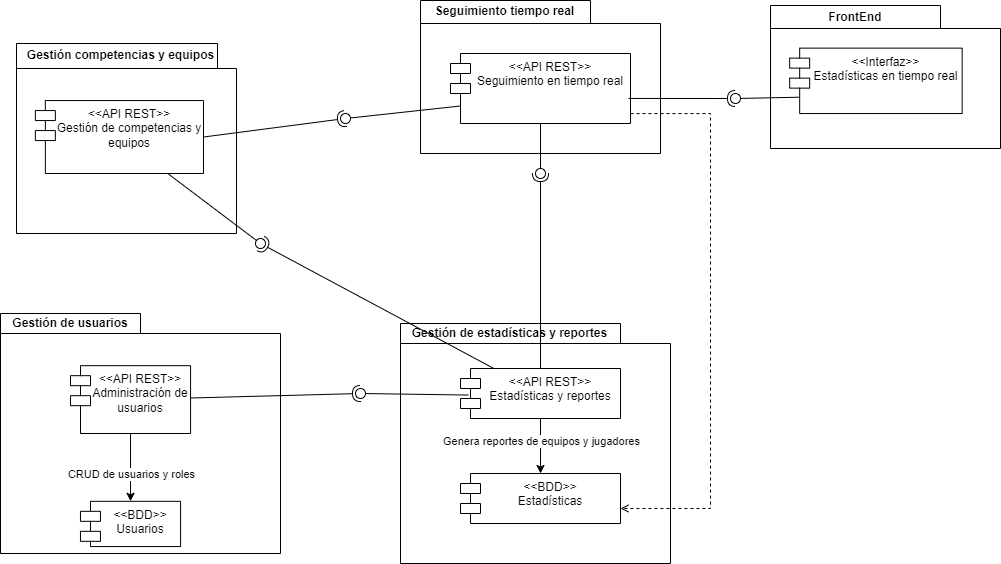 Seguimiento tiempo real
FrontEnd
Gestión competencias y equipos
<<API REST>>
Seguimiento en tiempo real
<<Interfaz>>
Estadísticas en tiempo real
<<API REST>>
Gestión de competencias y
equipos
Gestión de usuarios
Gestión de estadísticas y reportes
<<API REST>>
Administración de
usuarios
<<API REST>>
Estadísticas y reportes
Genera reportes de equipos y jugadores
CRUD de usuarios y roles
<<BDD>>
Estadísticas
<<BDD>>
Usuarios